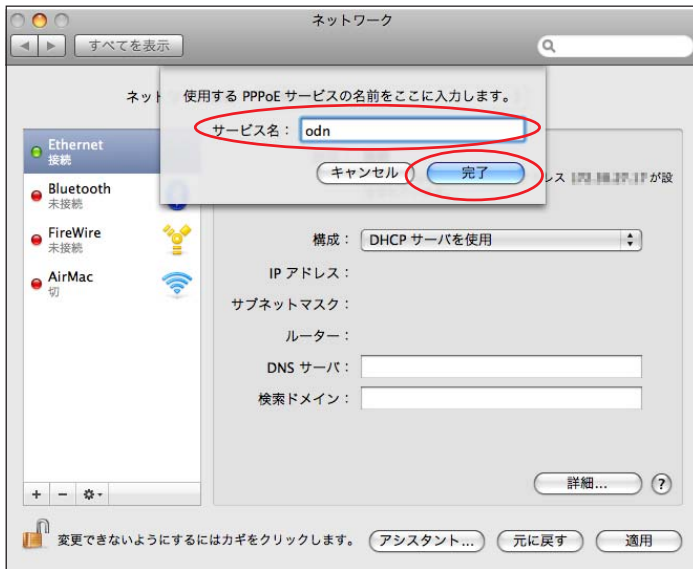 ネットワーク
すべてを表示
ネット
使用する PPPoE サービスの名前をここに入力します。
サービス名： odn
キャンセル 完了
レス が設
Ethernet
接続
Bluetooth
未接続
FireWire
未接続
AirMac
切
構成： DHCP サーバを使用
IP アドレス：
サブネットマスク：
ルーター：
DNS サーバ：
検索ドメイン：
詳細... ?
+ −
変更できないようにするにはカギをクリックします。 アシスタント... 元に戻す 適用